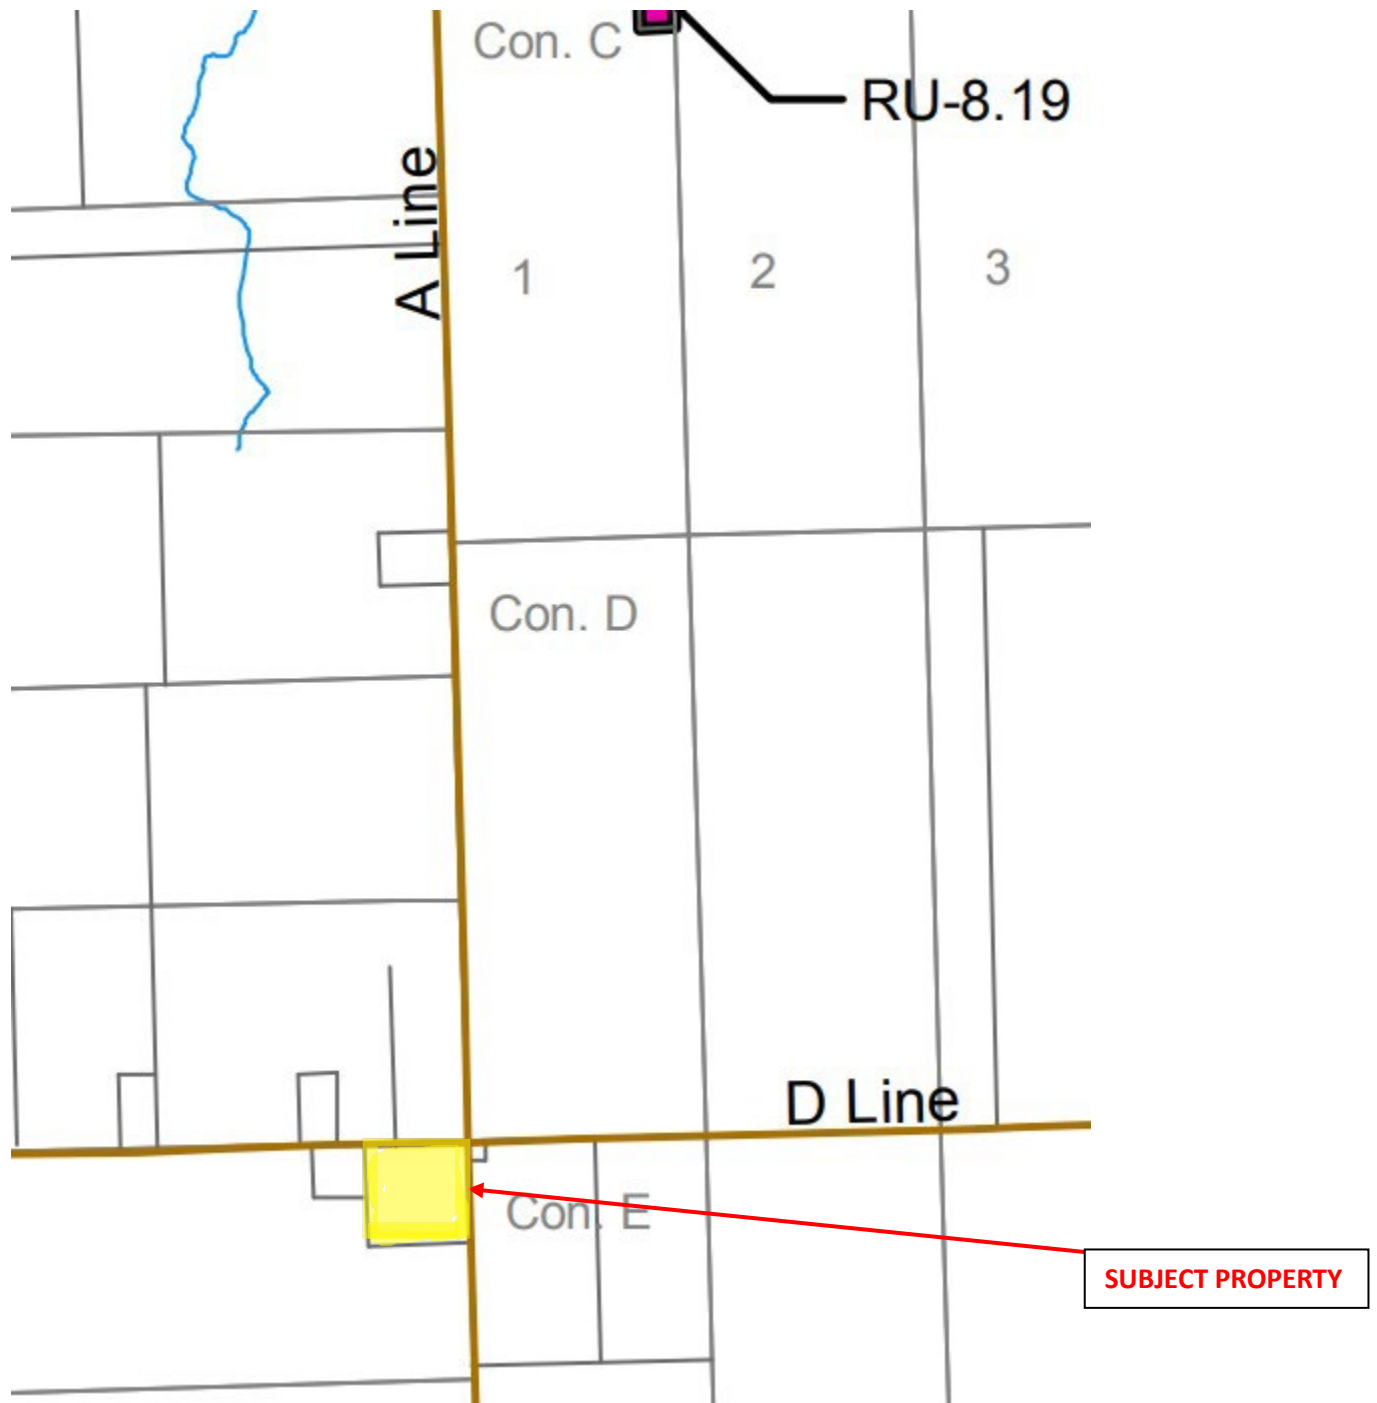 Con. C
RU-8.19
A Line
1
2
3
Con. D
D Line
Con. E
SUBJECT PROPERTY